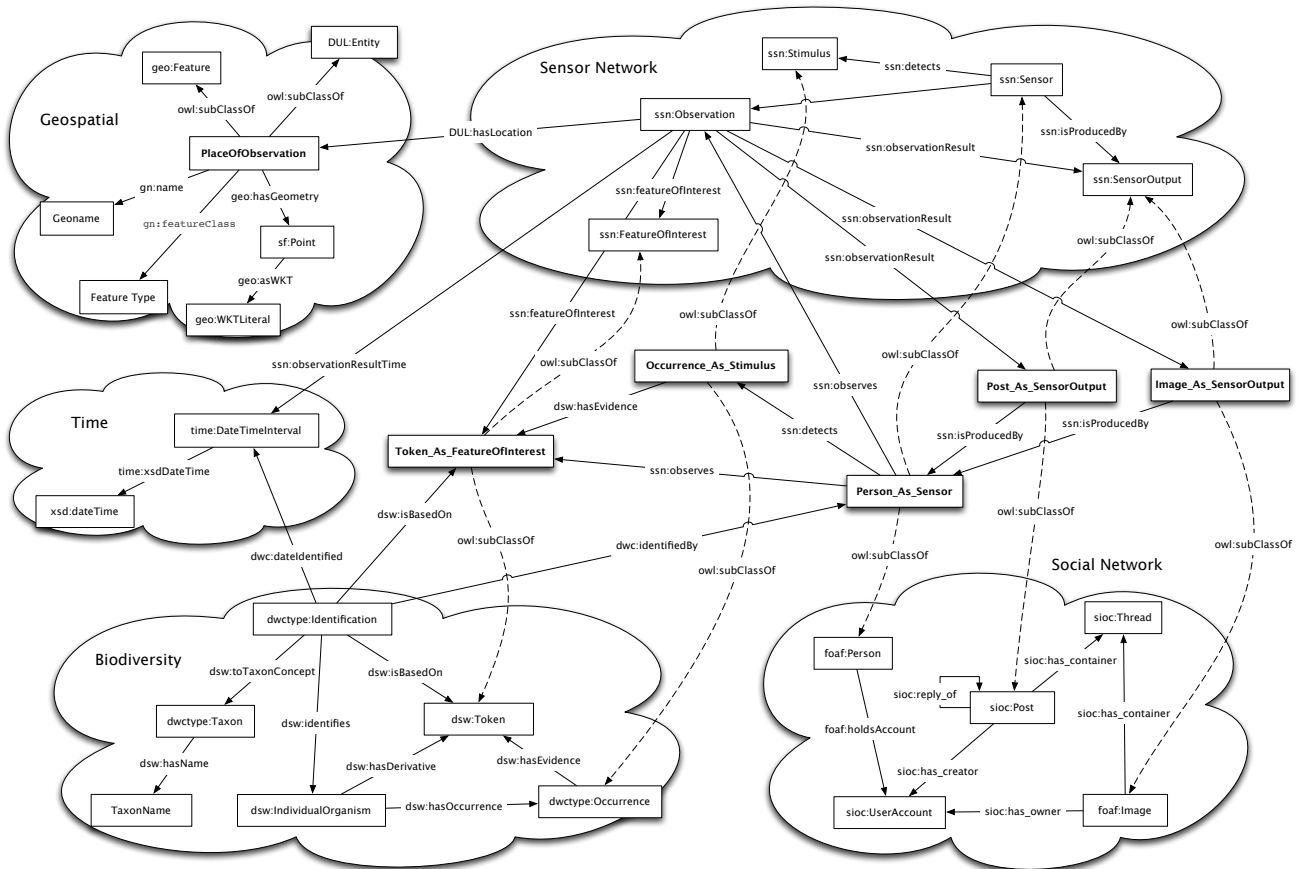 DUL:Entity
geo:Feature
owl:subClassOf
owl:subClassOf
Geospatial
PlaceOfObservation
gn:name
geo:hasGeometry
Geoname
gn:featureClass
sf:Point
geo:asWKT
Feature Type
geo:WKTLiteral
DUL:hasLocation
Sensor Network
ssn:Stimulus
ssn:detects
ssn:Sensor
ssn:Observation
ssn:isProducedBy
ssn:observationResult
ssn:SensorOutput
ssn:featureOfInterest
ssn:FeatureOfInterest
ssn:observationResult
ssn:observationResult
owl:subClassOf
ssn:featureOfInterest
owl:subClassOf
owl:subClassOf
owl:subClassOf
owl:subClassOf
ssn:observationResultTime
Occurrence_As_Stimulus
ssn:observes
Post_As_SensorOutput
Image_As_SensorOutput
dsw:hasEvidence
ssn:detects
ssn:isProducedBy
ssn:isProducedBy
Token_As_FeatureOfInterest
ssn:observes
Person_As_Sensor
Time
time:DateTimeInterval
time:xsdDateTime
xsd:dateTime
dsw:isBasedOn
owl:subClassOf
dwc:dateIdentified
dwc:identifiedBy
owl:subClassOf
owl:subClassOf
owl:subClassOf
owl:subClassOf
Social Network
dwctype:Identification
Biodiversity
dsw:toTaxonConcept
dsw:isBasedOn
dwctype:Taxon
dsw:identifies
dsw:Token
dsw:hasName
dsw:hasDerivative
dsw:hasEvidence
TaxonName
dsw:IndividualOrganism
dsw:hasOccurrence
dwctype:Occurrence
sioc:Thread
foaf:Person
sioc:has_container
sioc:reply_of
sioc:Post
sioc:has_container
foaf:holdsAccount
sioc:has_creator
sioc:UserAccount
sioc:has_owner
foaf:Image